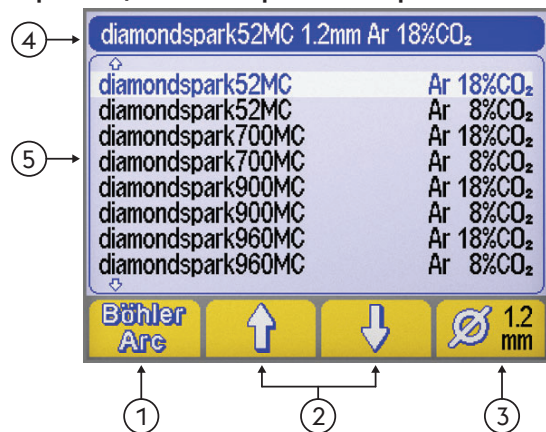 diamondspark52MC 1.2mm Ar 18%CO₂
diamondspark52MC Ar 18%CO₂
diamondspark52MC Ar 8%CO₂
diamondspark700MC Ar 18%CO₂
diamondspark700MC Ar 8%CO₂
diamondspark900MC Ar 18%CO₂
diamondspark900MC Ar 8%CO₂
diamondspark960MC Ar 18%CO₂
diamondspark960MC Ar 8%CO₂
Böhler
Arc
Ø 1.2
mm
4
5
1
2
3